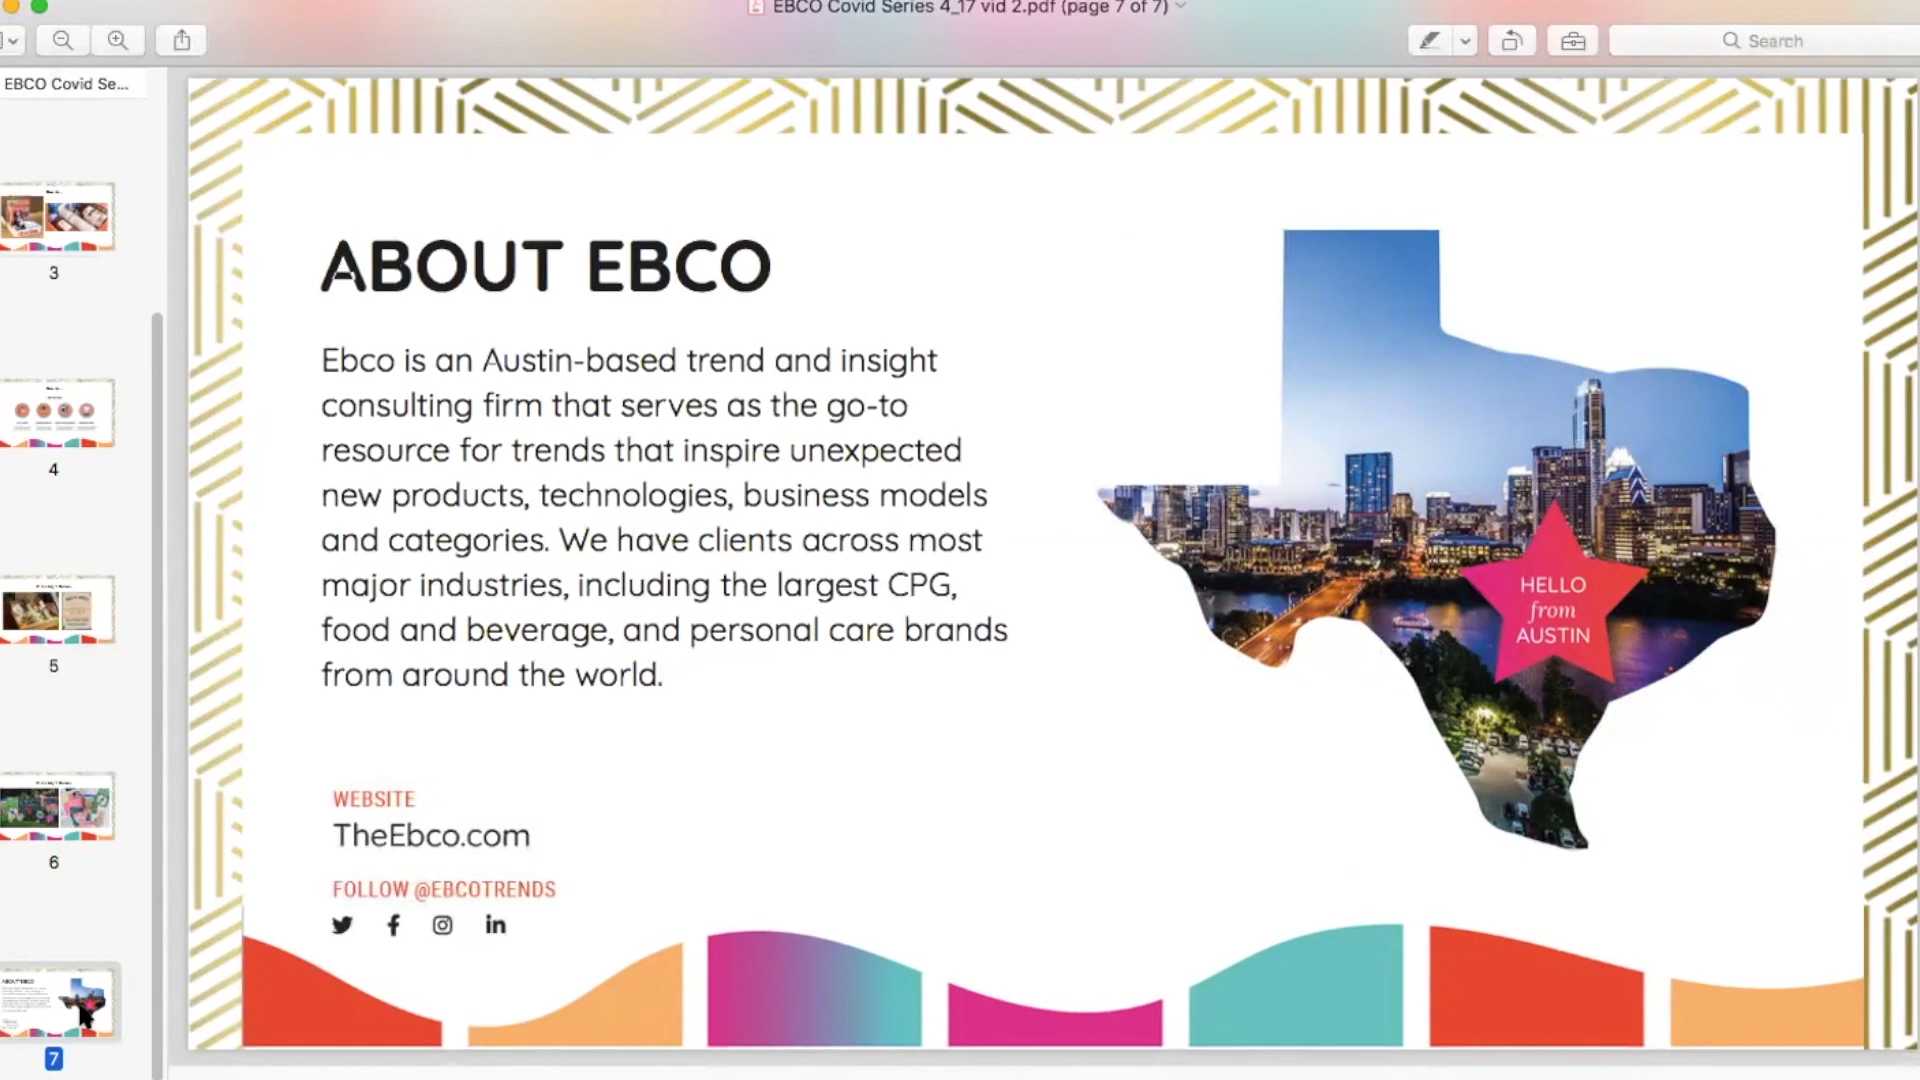 EBCO Covid Series 4_17 vid 2.pdf (page 7 of 7)
Search
EBCO Covid Se...
3
4
5
6
7
ABOUT EBCO
Ebco is an Austin-based trend and insight
consulting firm that serves as the go-to
resource for trends that inspire unexpected
new products, technologies, business models
and categories. We have clients across most
major industries, including the largest CPG,
food and beverage, and personal care brands
from around the world.
HELLO
from
AUSTIN
WEBSITE
TheEbco.com
FOLLOW @EBCOTRENDS